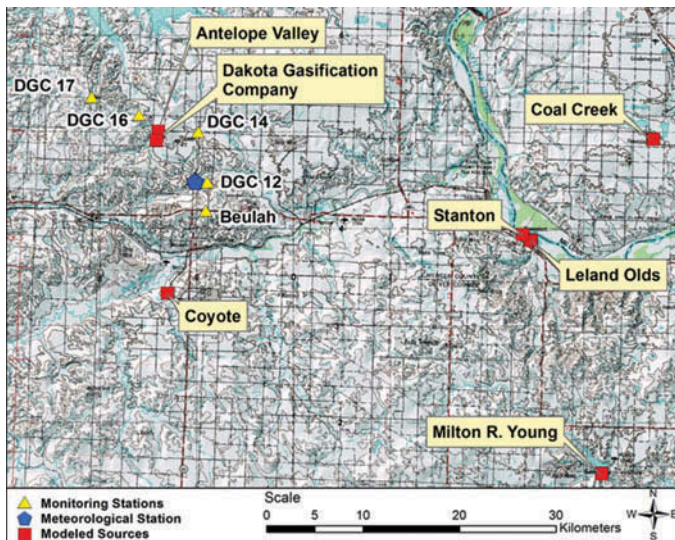 Antelope Valley
Dakota Gasification
Company
DGC 17
DGC 16
DGC 14
Coal Creek
DGC 12
Beulah
Stanton
Leland Olds
Coyote
Milton R. Young
Monitoring Stations
Meteorological Station
Modeled Sources
Scale
0 5 10 20 30
Kilometers
N
W E
S